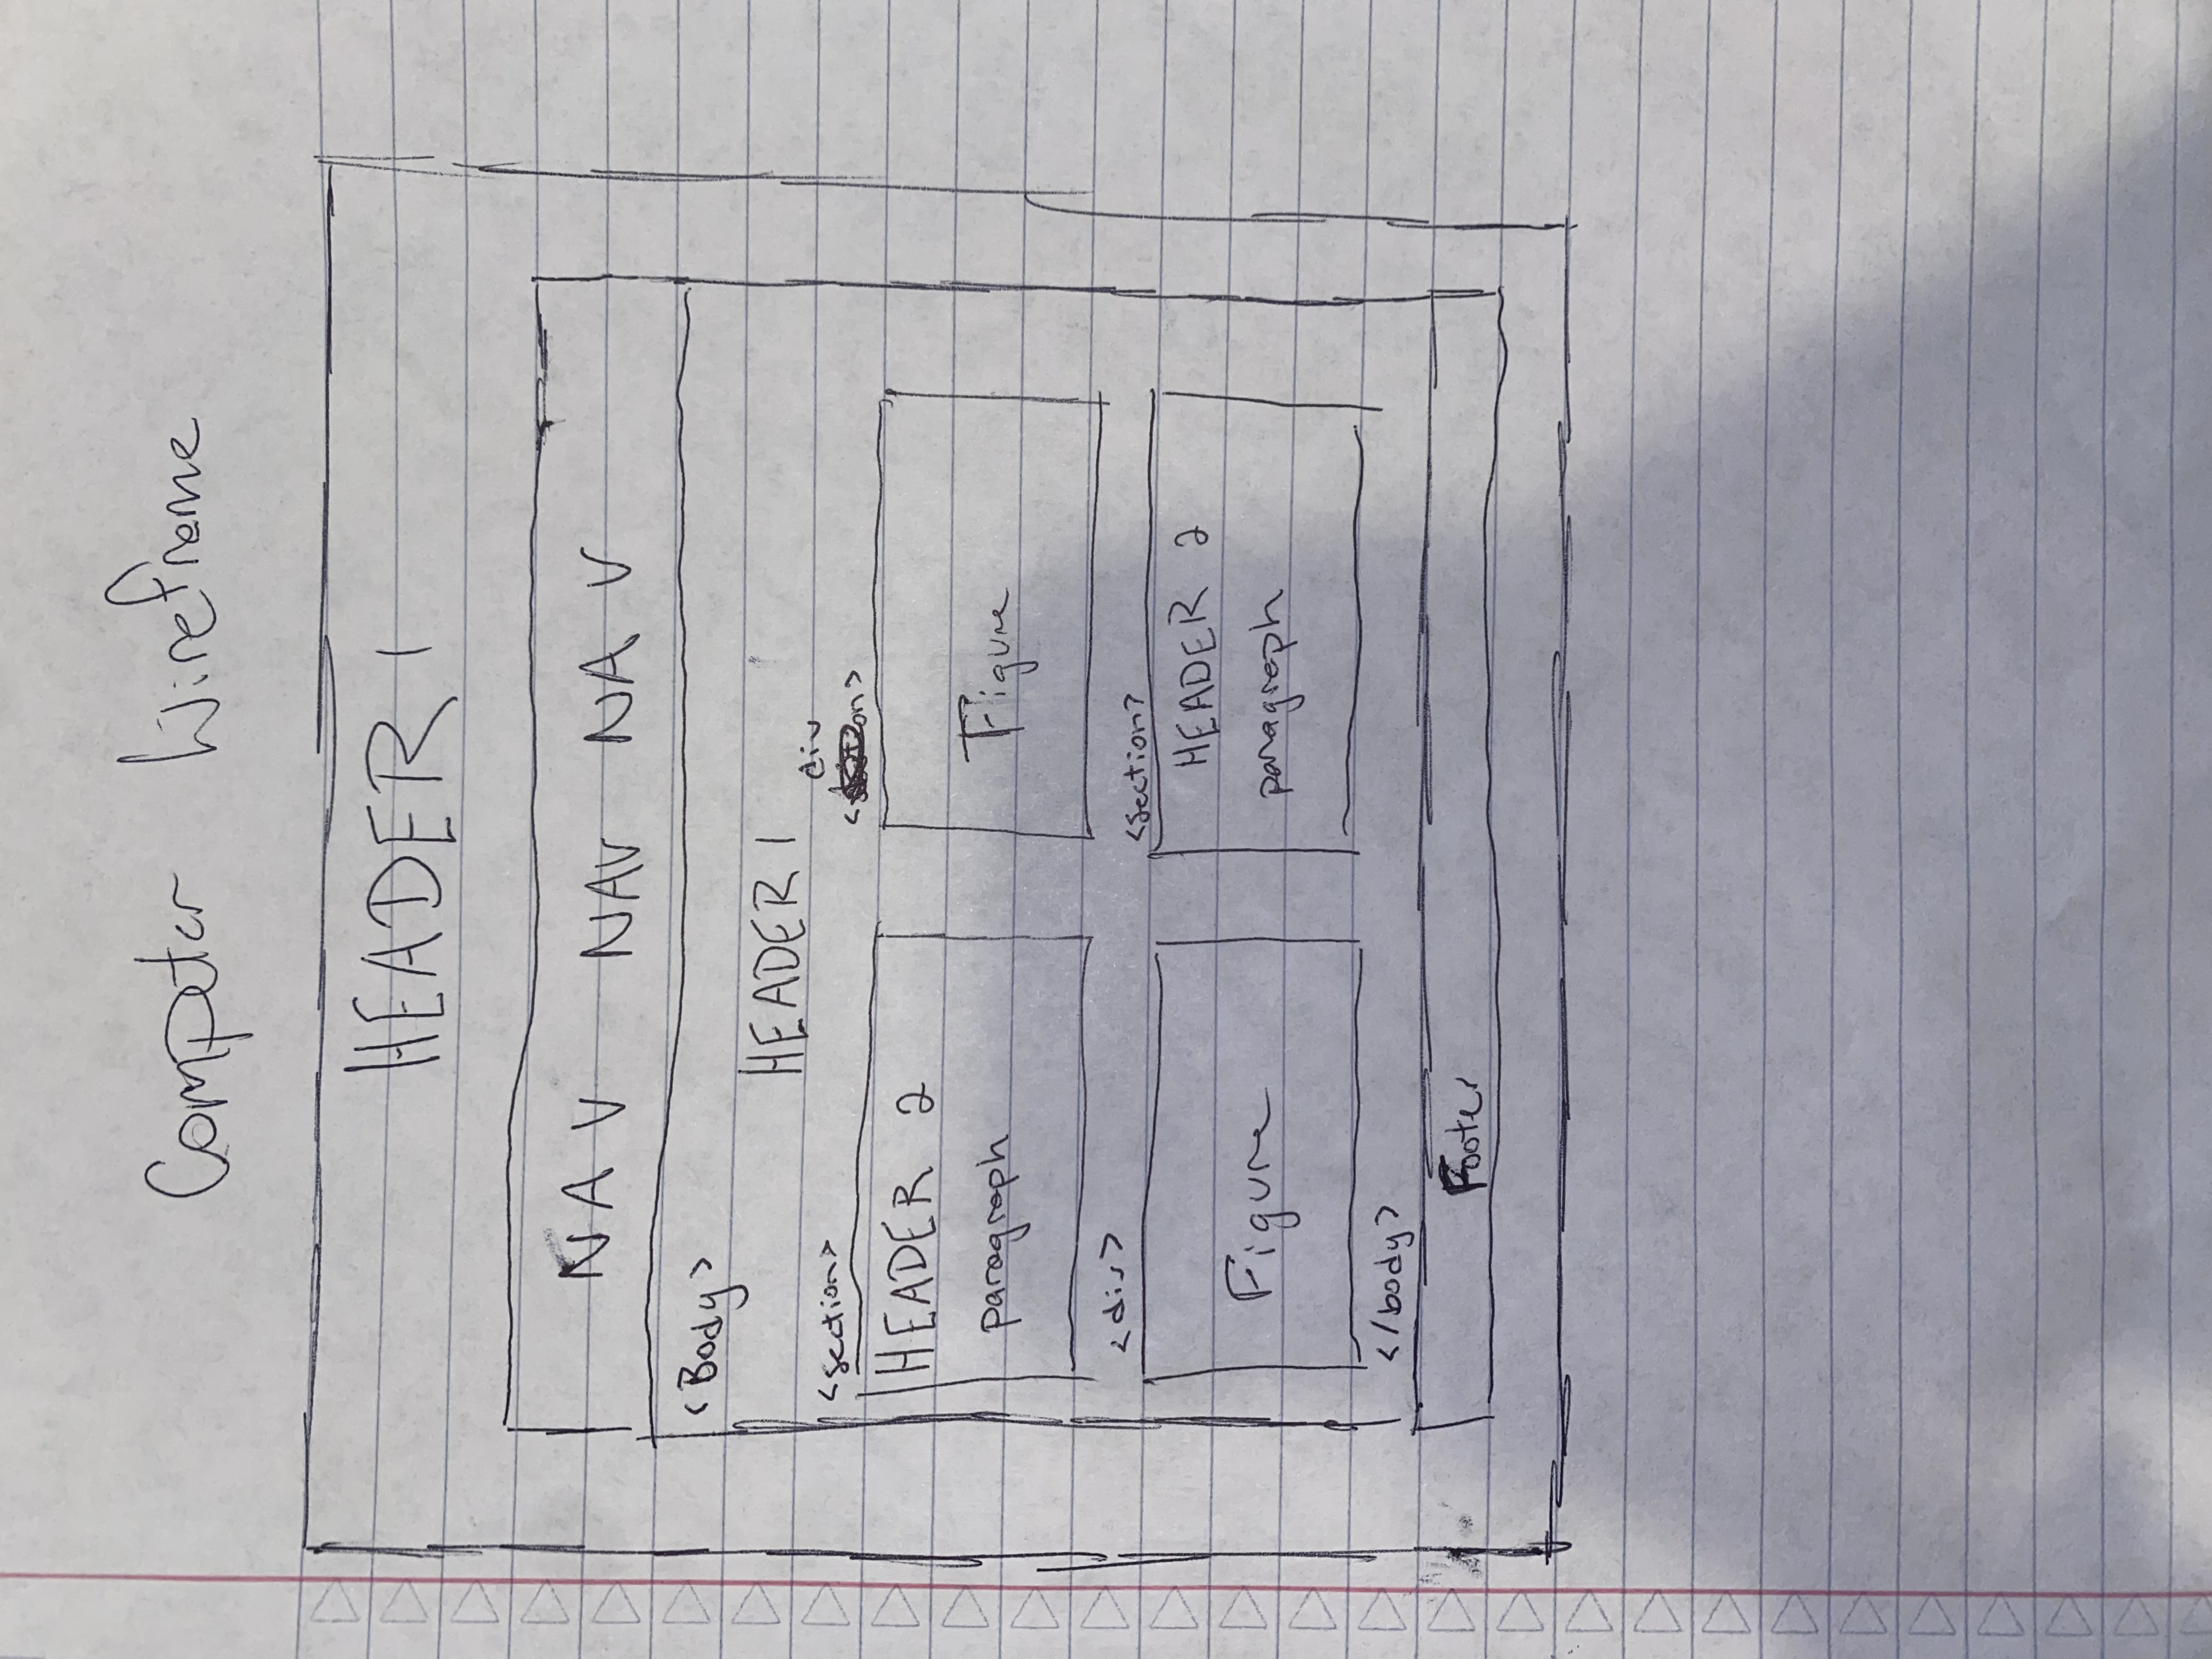 Computer Wireframe
HEADER 1
NAV NAV NAV
<Body>
HEADER 1
<section>
div
< on>
HEADER 2
paragraph
Figure
<div>
<section>
Figure
HEADER 2
paragraph
</body>
Footer